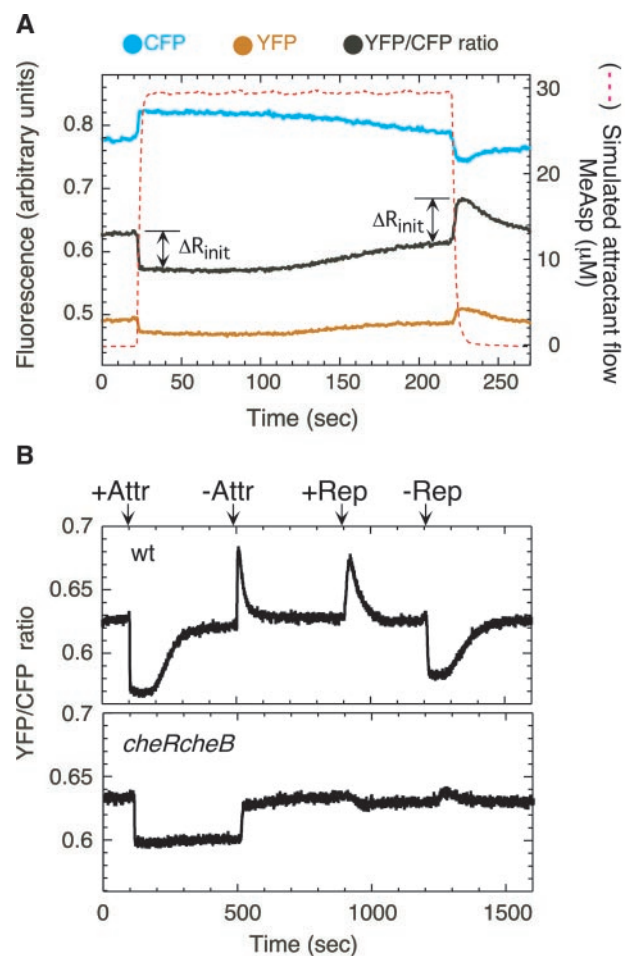 A
CFP YFP YFP/CFP ratio
Fluorescence (arbitrary units)
0.8
0.7
0.6
0.5
ΔRinit
ΔRinit
30
20
10
0
(---) Simulated attractant flow
MeAsp (μM)
0 50 100 150 200 250
Time (sec)
B
+Attr -Attr +Rep -Rep
YFP/CFP ratio
0.7
wt
0.65
0.6
0.7
cheRcheB
0.65
0.6
0 500 1000 1500
Time (sec)